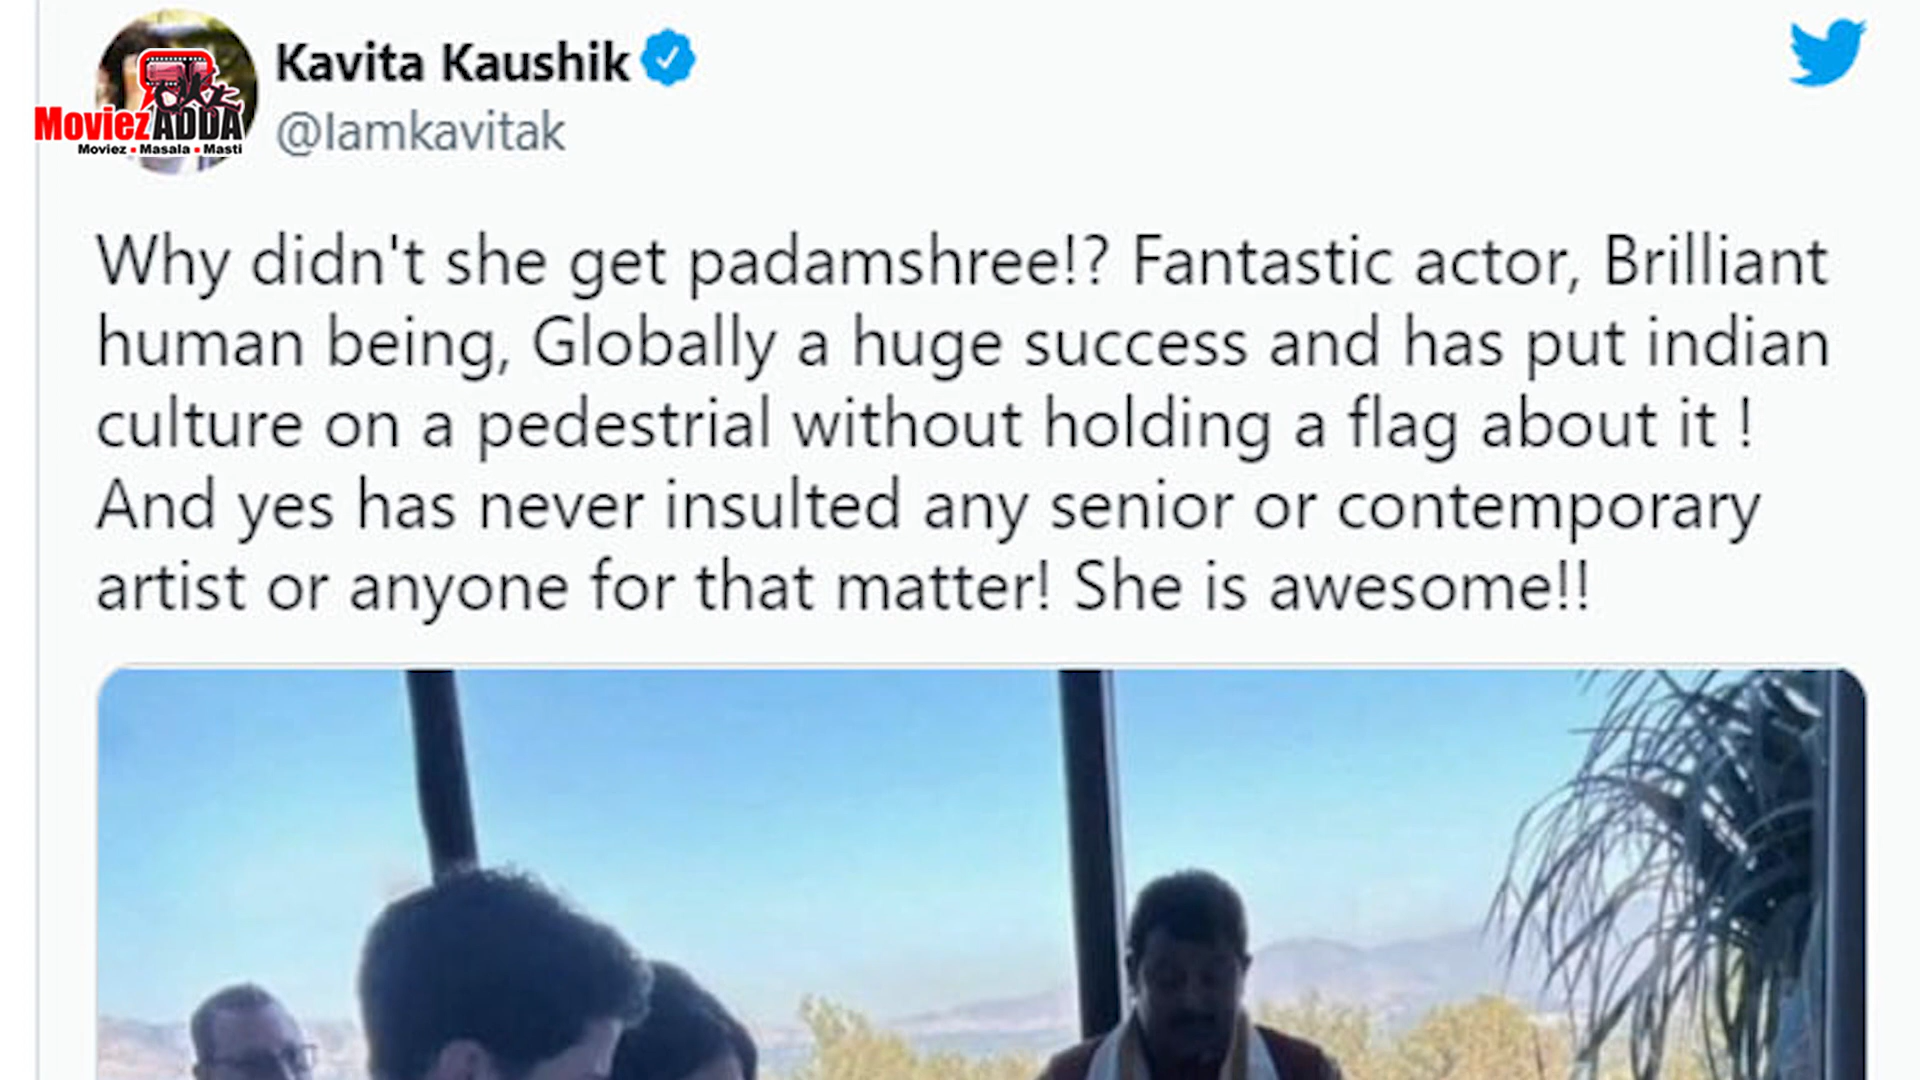 Kavita Kaushik
@Iamkavitak
MoviezADDA
Moviez • Masala • Masti
Why didn't she get padamshree!? Fantastic actor, Brilliant
human being, Globally a huge success and has put indian
culture on a pedestrial without holding a flag about it !
And yes has never insulted any senior or contemporary
artist or anyone for that matter! She is awesome!!